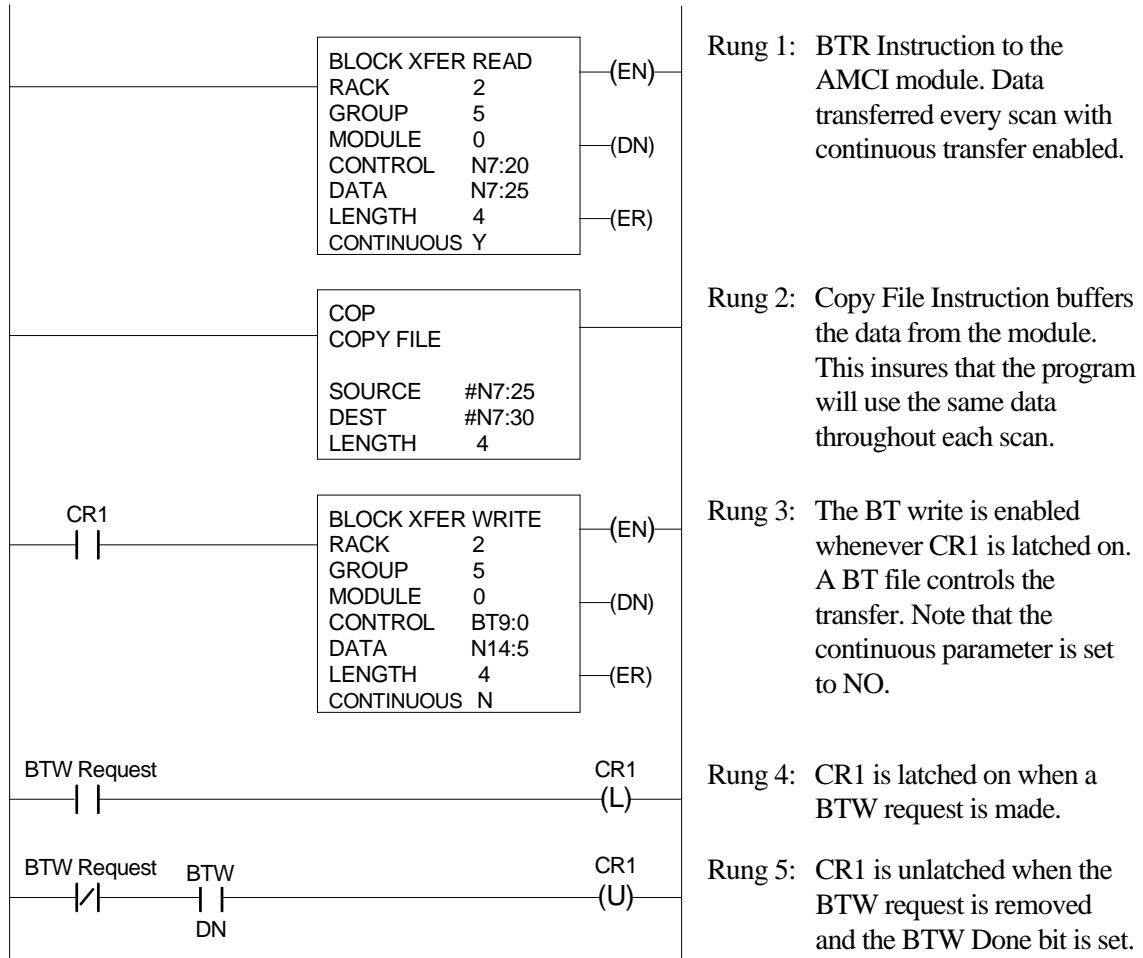 BLOCK XFER READ
RACK 2
GROUP 5
MODULE 0
CONTROL N7:20
DATA N7:25
LENGTH 4
CONTINUOUS Y
(EN)
(DN)
(ER)
Rung 1: BTR Instruction to the
AMCI module. Data
transferred every scan with
continuous transfer enabled.
COP
COPY FILE
SOURCE #N7:25
DEST #N7:30
LENGTH 4
Rung 2: Copy File Instruction buffers
the data from the module.
This insures that the program
will use the same data
throughout each scan.
CR1
BLOCK XFER WRITE
RACK 2
GROUP 5
MODULE 0
CONTROL BT9:0
DATA N14:5
LENGTH 4
CONTINUOUS N
(EN)
(DN)
(ER)
Rung 3: The BT write is enabled
whenever CR1 is latched on.
A BT file controls the
transfer. Note that the
continuous parameter is set
to NO.
BTW Request
CR1
(L)
Rung 4: CR1 is latched on when a
BTW request is made.
BTW Request
BTW
DN
CR1
(U)
Rung 5: CR1 is unlatched when the
BTW request is removed
and the BTW Done bit is set.